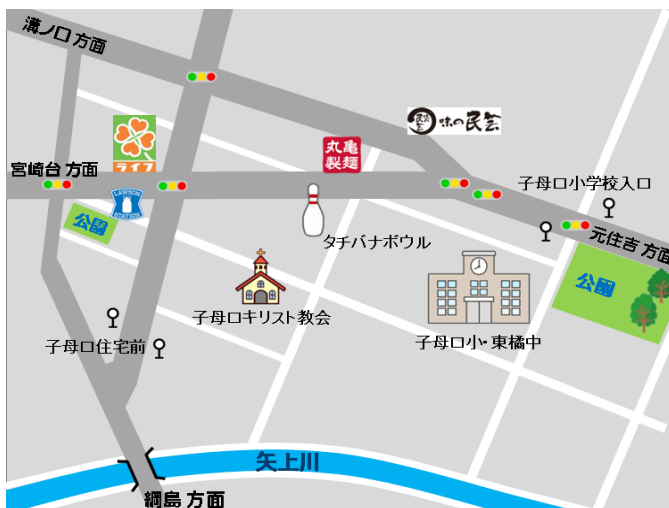 溝ノ口 方面
味の民芸
丸亀
製麺
ライフ
宮崎台 方面
LAWSON
STATION
子母口小学校入口
元住吉 方面
公園
タチバナボウル
公園
子母口キリスト教会
子母口小・東橘中
子母口住宅前
矢上川
綱島 方面